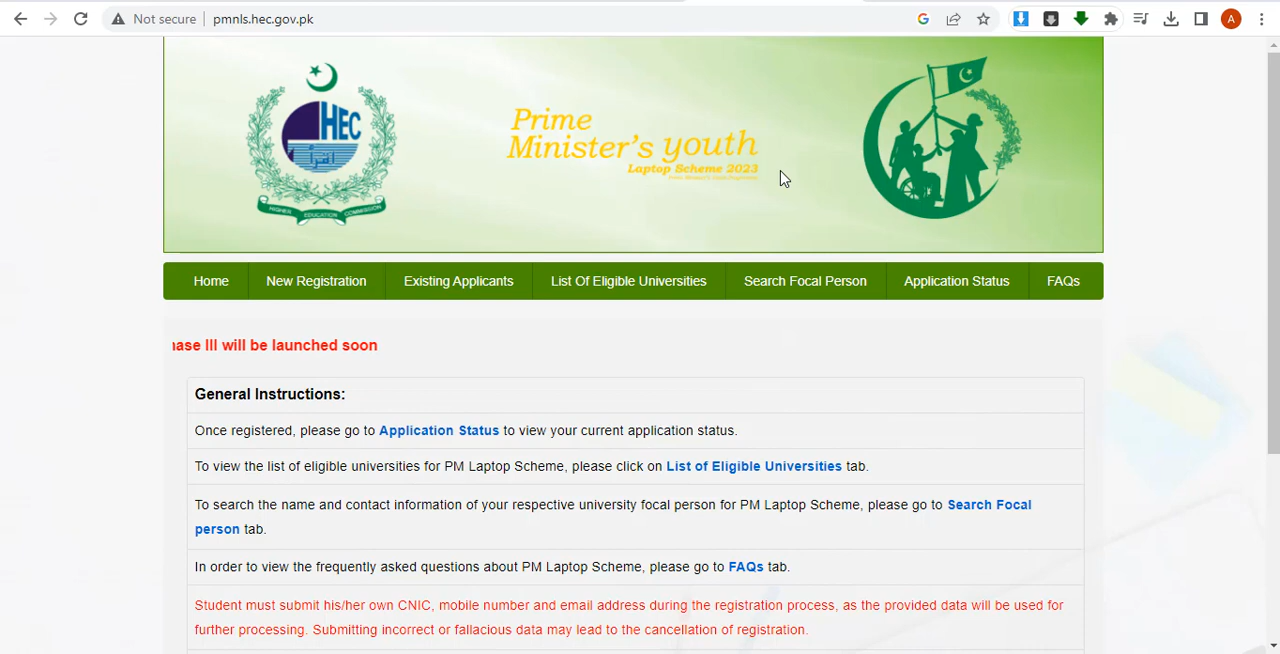 Not secure
pmnls.hec.gov.pk
A
HEC
اقرأ
HIGHER EDUCATION COMMISSION
Prime
Minister's youth
Laptop Scheme 2023
Home New Registration Existing Applicants List Of Eligible Universities Search Focal Person Application Status FAQs
III will be launched soon
General Instructions:
Once registered, please go to Application Status to view your current application status.
To view the list of eligible universities for PM Laptop Scheme, please click on List of Eligible Universities tab.
To search the name and contact information of your respective university focal person for PM Laptop Scheme, please go to Search Focal
person tab.
In order to view the frequently asked questions about PM Laptop Scheme, please go to FAQs tab.
Student must submit his/her own CNIC, mobile number and email address during the registration process, as the provided data will be used for
further processing. Submitting incorrect or fallacious data may lead to the cancellation of registration.